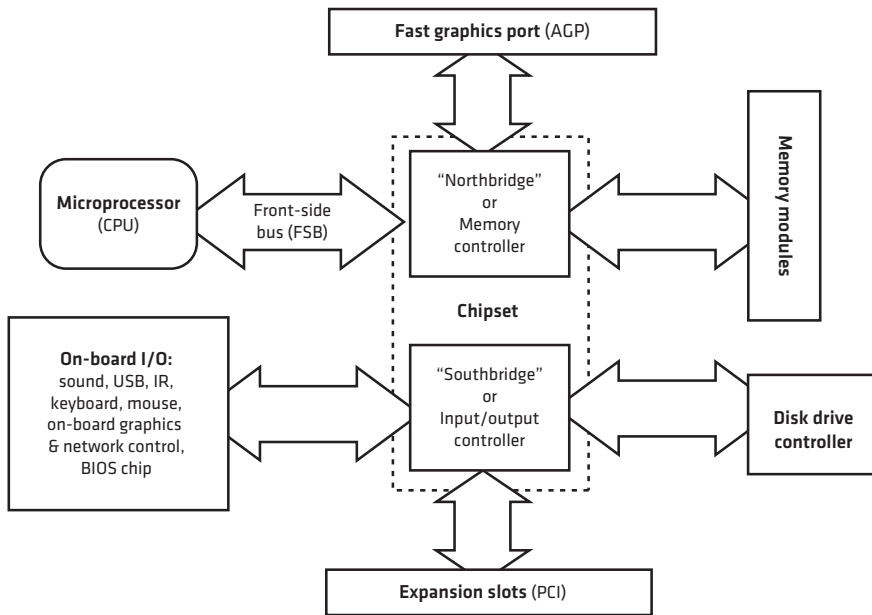 Fast graphics port (AGP)
Microprocessor
(CPU)
Front-side
bus (FSB)
“Northbridge”
or
Memory
controller
Memory modules
Chipset
On-board I/O:
sound, USB, IR,
keyboard, mouse,
on-board graphics
& network control,
BIOS chip
“Southbridge”
or
Input/output
controller
Disk drive
controller
Expansion slots (PCI)